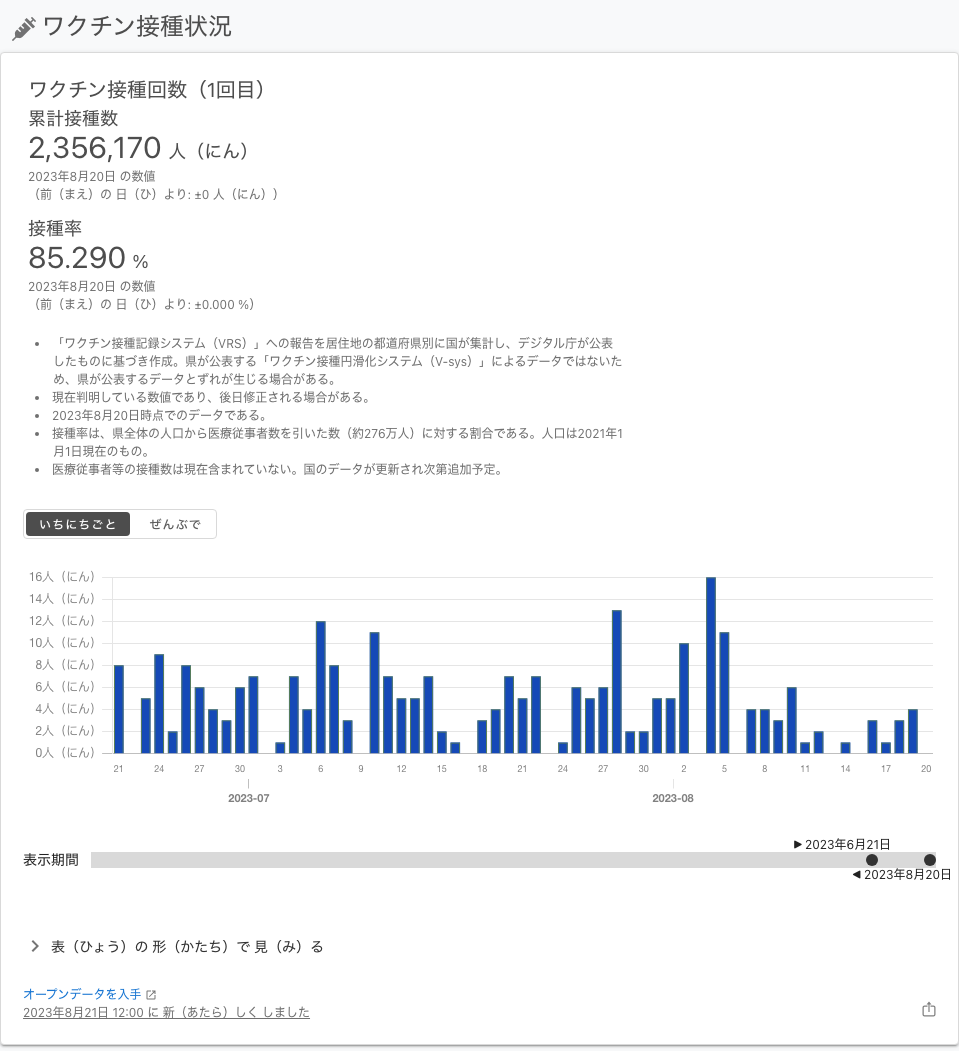 ワクチン接種状況
ワクチン接種回数（1回目）
累計接種数
2,356,170 人（にん）
2023年8月20日 の数値
（前（まえ）の 日（ひ）より: ±0 人（にん））
接種率
85.290 %
2023年8月20日 の数値
（前（まえ）の 日（ひ）より: ±0.000 %）
• 「ワクチン接種記録システム（VRS）」への報告を居住地の都道府県別に国が集計し、デジタル庁が公表
したものに基づき作成。県が公表する「ワクチン接種円滑化システム（V-sys）」によるデータではないた
め、県が公表するデータとずれが生じる場合がある。
• 現在判明している数値であり、後日修正される場合がある。
• 2023年8月20日時点でのデータである。
• 接種率は、県全体の人口から医療従事者数を引いた数（約276万人）に対する割合である。人口は2021年1
月1日現在のもの。
• 医療従事者等の接種数は現在含まれていない。国のデータが更新され次第追加予定。
いちにちごと ぜんぶで
16人（にん）
14人（にん）
12人（にん）
10人（にん）
8人（にん）
6人（にん）
4人（にん）
2人（にん）
0人（にん）
21 24 27 30 3 6 9 12 15 18 21 24 27 30 2 5 8 11 14 17 20
2023-07 2023-08
▶ 2023年6月21日
表示期間
◀ 2023年8月20日
表（ひょう）の 形（かたち）で 見（み）る
オープンデータを入手
2023年8月21日 12:00 に 新（あたら）しく しました